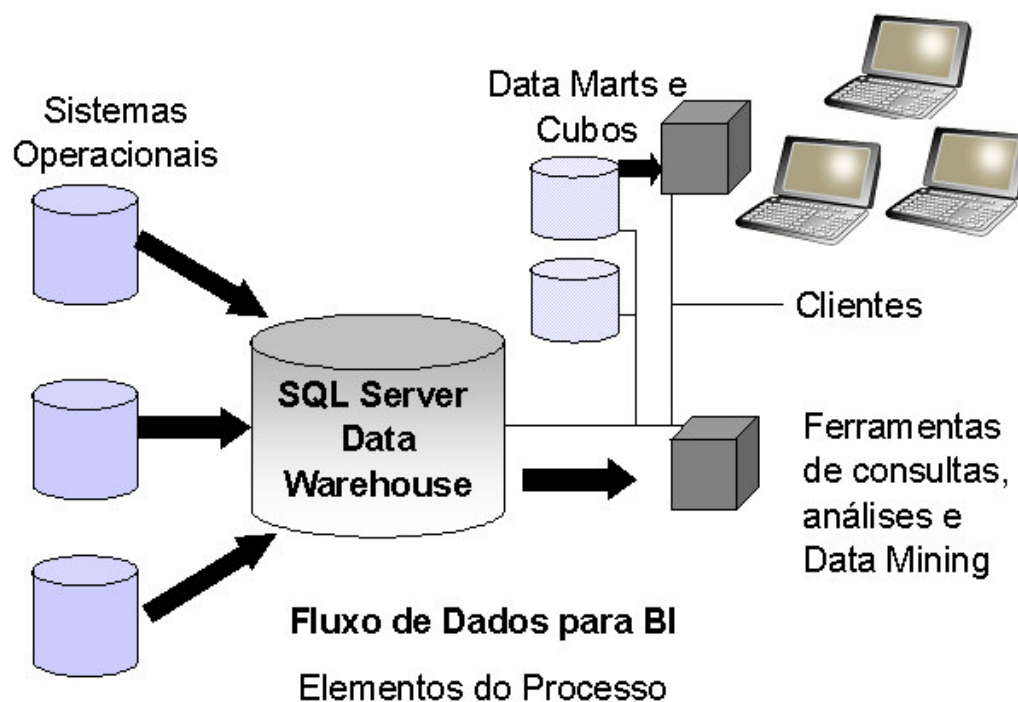 Sistemas
Operacionais
Data Marts e
Cubos
Clientes
SQL Server
Data
Warehouse
Ferramentas
de consultas,
análises e
Data Mining
Fluxo de Dados para BI
Elementos do Processo